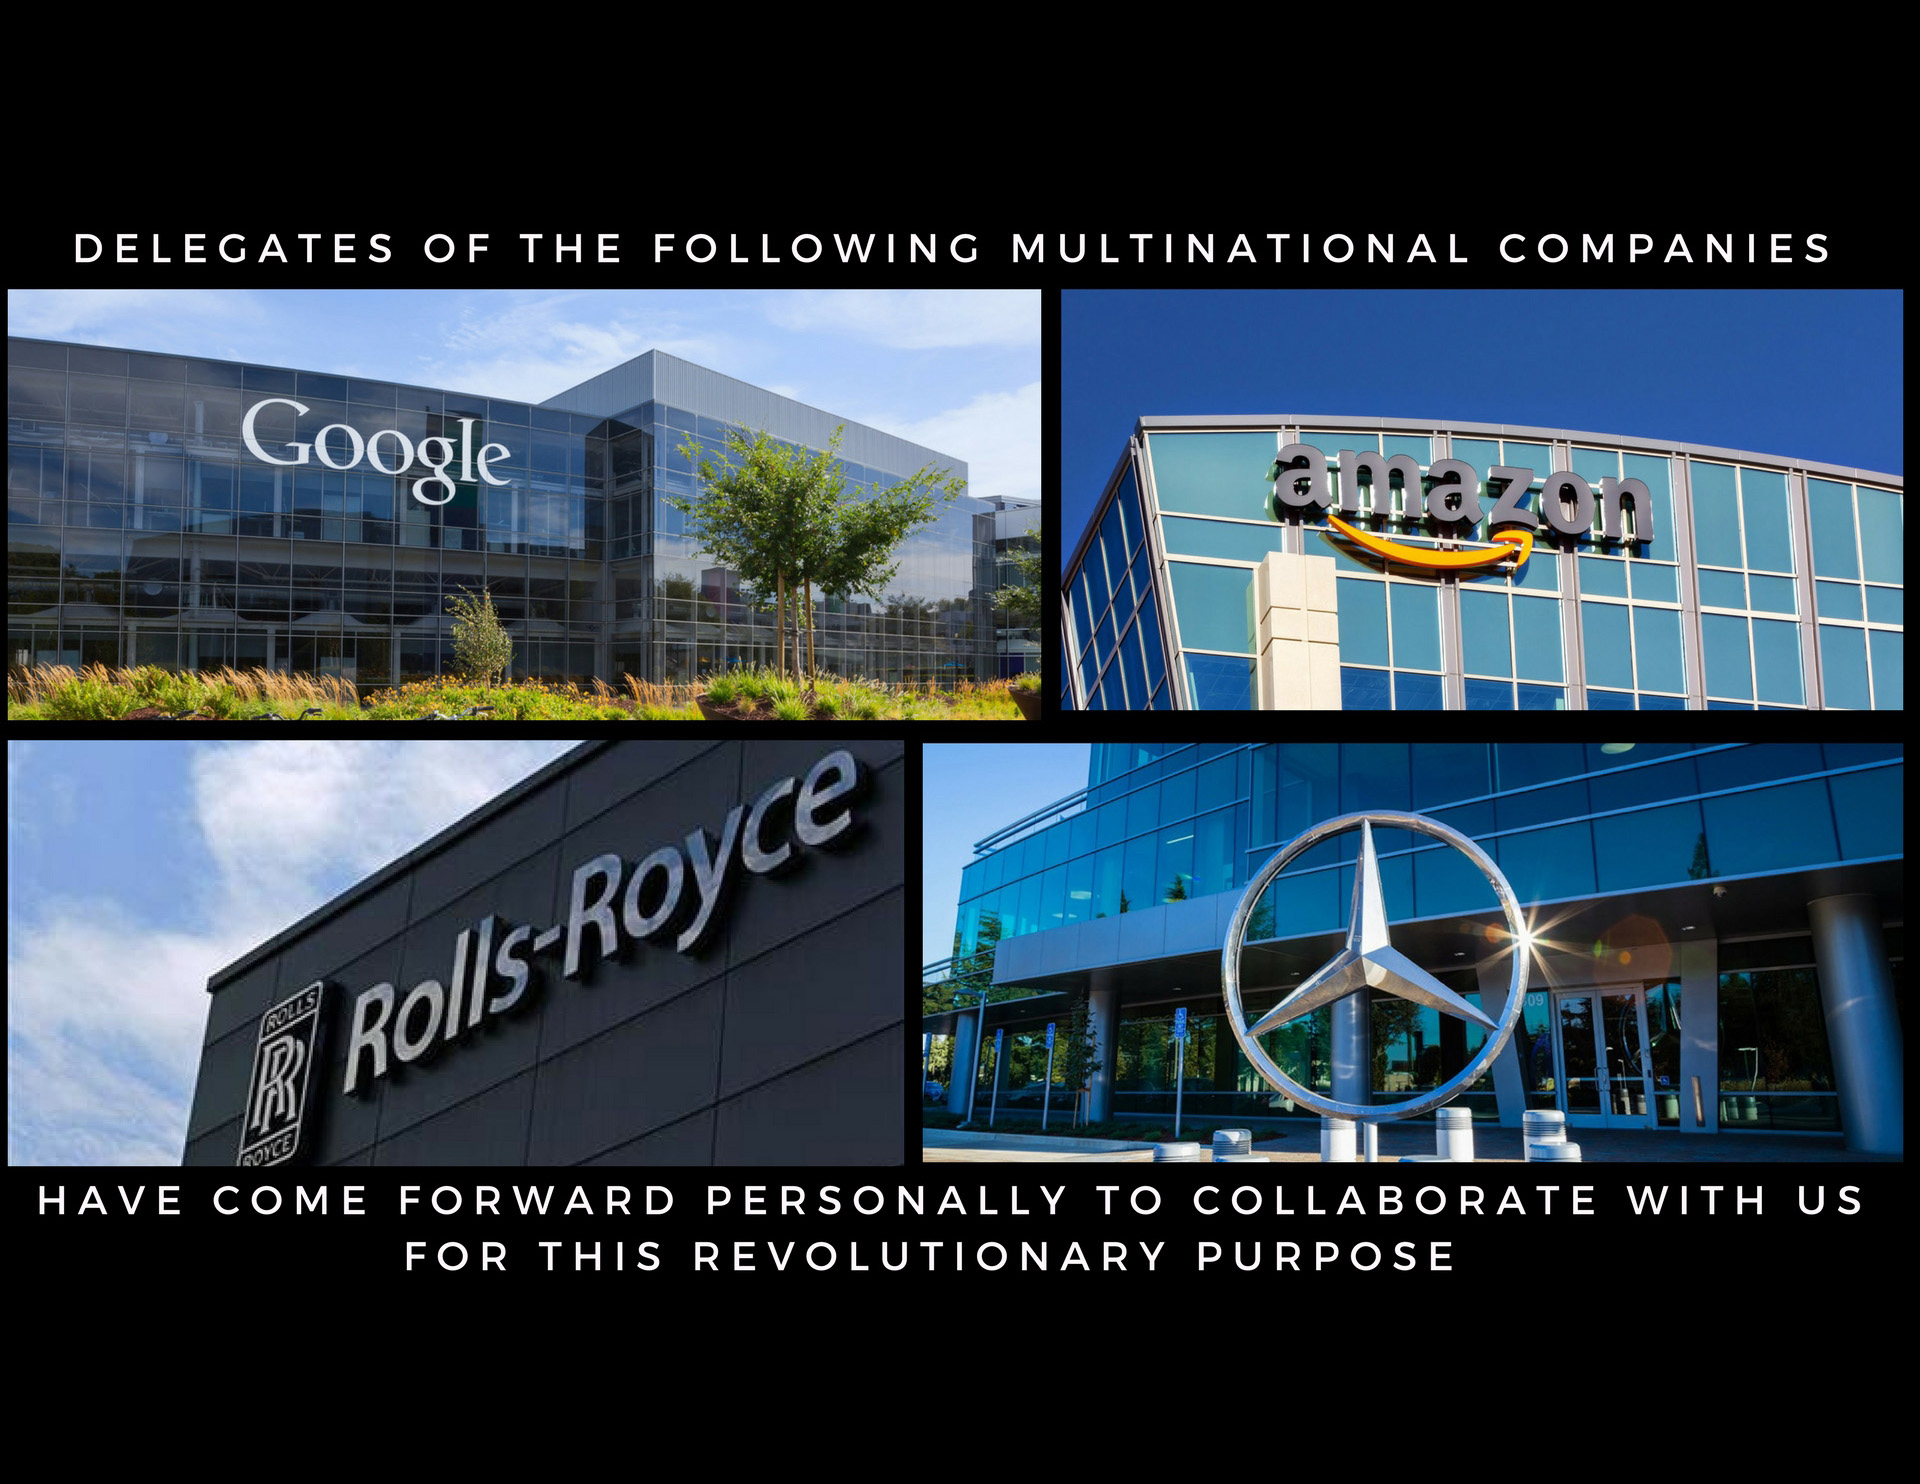 DELEGATES OF THE FOLLOWING MULTINATIONAL COMPANIES
Google
amazon
Rolls-Royce
ROLLS
RR
ROYCE
09
HAVE COME FORWARD PERSONALLY TO COLLABORATE WITH US
FOR THIS REVOLUTIONARY PURPOSE